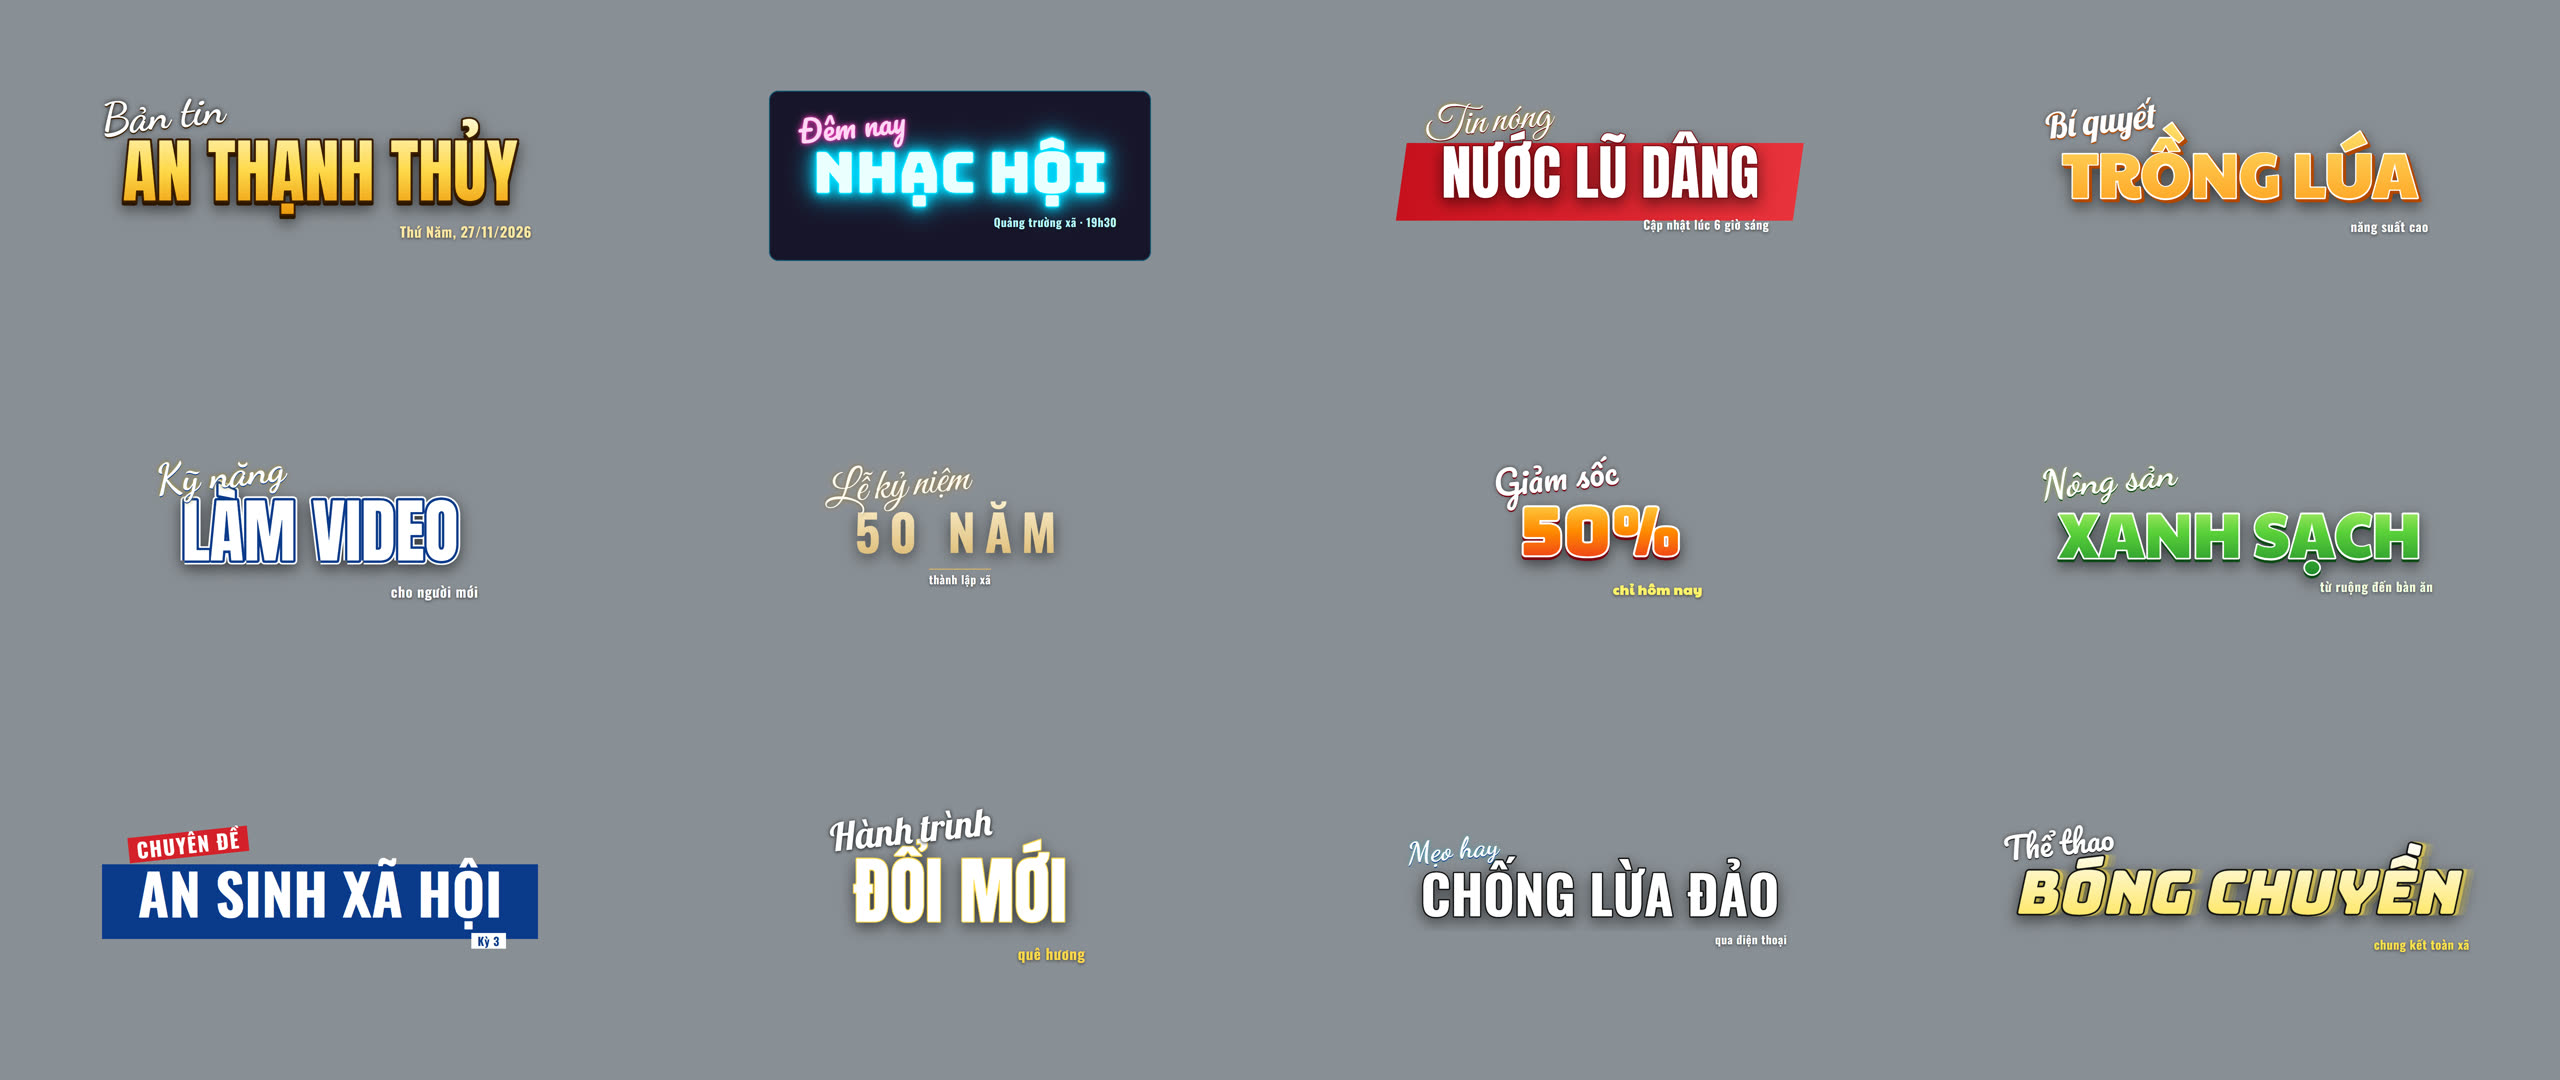 Bản tin
AN THẠNH THỦY
Thứ Năm, 27/11/2026
Đêm nay
NHẠC HỘI
Quảng trường xã · 19h30
Tin nóng
NƯỚC LŨ DÂNG
Cập nhật lúc 6 giờ sáng
Bí quyết
TRỒNG LÚA
năng suất cao
Kỹ năng
LÀM VIDEO
cho người mới
Lễ kỷ niệm
50 NĂM
thành lập xã
Giảm sốc
50%
chỉ hôm nay
Nông sản
XANH SẠCH
từ ruộng đến bàn ăn
CHUYÊN ĐỀ
AN SINH XÃ HỘI
Kỳ 3
Hành trình
ĐỔI MỚI
quê hương
Mẹo hay
CHỐNG LỪA ĐẢO
qua điện thoại
Thể thao
BÓNG CHUYỀN
chung kết toàn xã